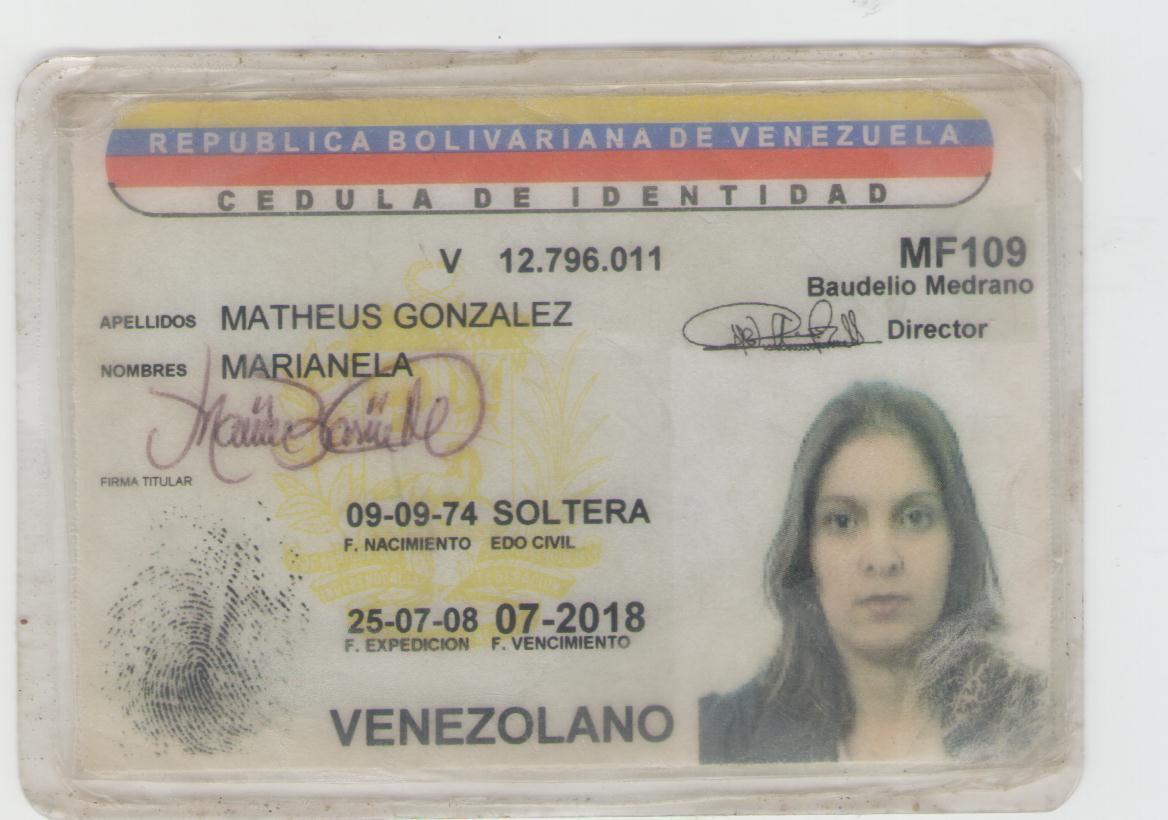 REPUBLICA BOLIVARIANA DE VENEZUELA
CEDULA DE IDENTIDAD
V 12.796.011
MF109
Baudelio Medrano
Director
APELLIDOS MATHEUS GONZALEZ
NOMBRES MARIANELA
FIRMA TITULAR
09-09-74 SOLTERA
F. NACIMIENTO EDO CIVIL
25-07-08 07-2018
F. EXPEDICION F. VENCIMIENTO
VENEZOLANO